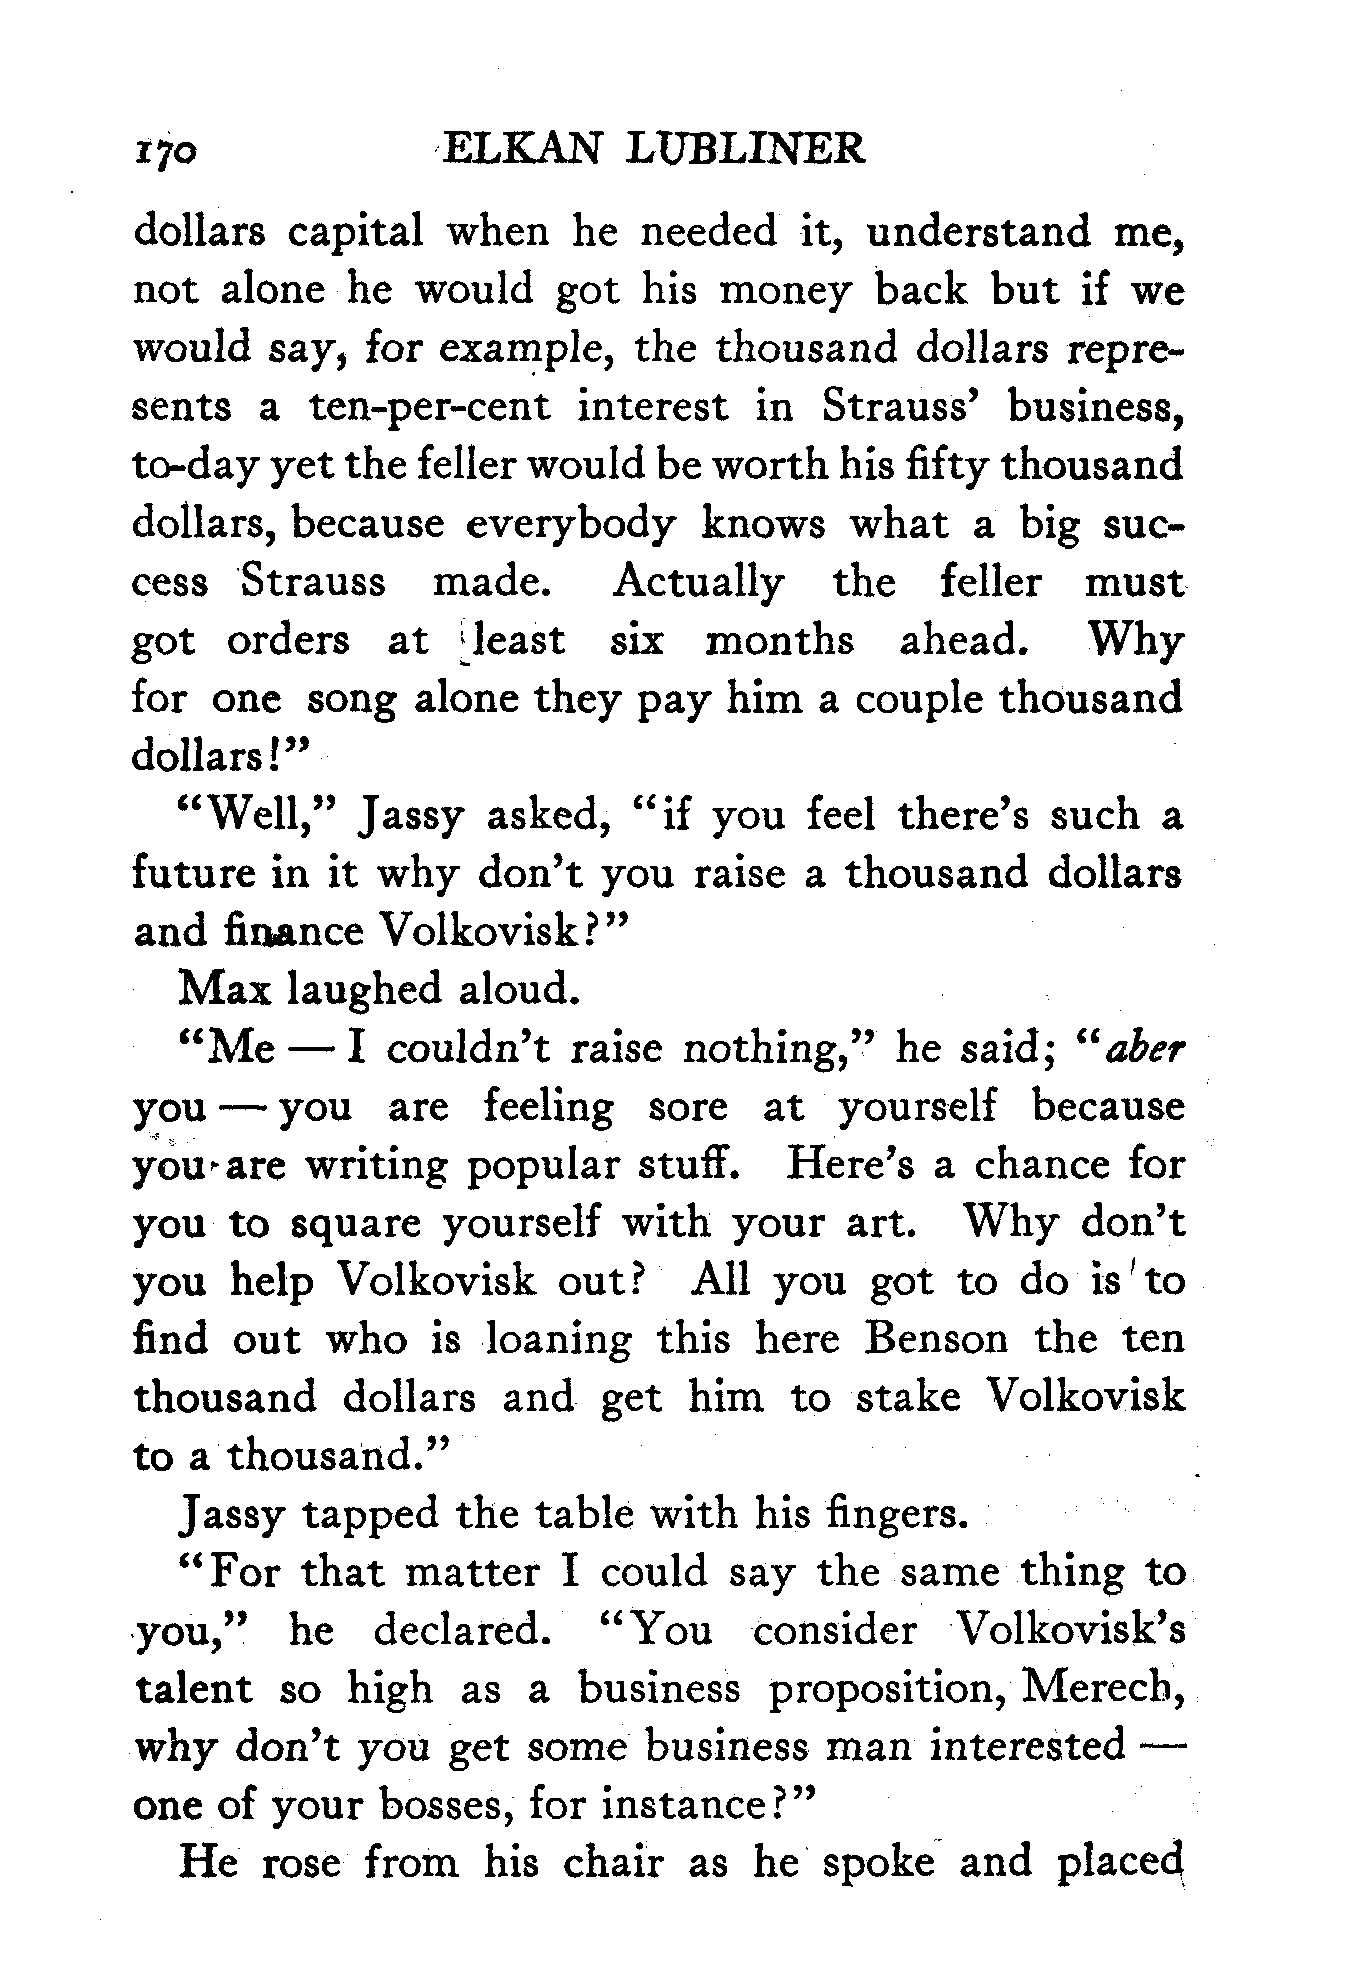 170 ELKAN LUBLINER
dollars capital when he needed it, understand me,
not alone he would got his money back but if we
would say, for example, the thousand dollars repre-
sents a ten-per-cent interest in Strauss' business,
to-day yet the feller would be worth his fifty thousand
dollars, because everybody knows what a big suc-
cess Strauss made. Actually the feller must
got orders at least six months ahead. Why
for one song alone they pay him a couple thousand
dollars!"
"Well," Jassy asked, "if you feel there's such a
future in it why don't you raise a thousand dollars
and finance Volkovisk?"
Max laughed aloud.
"Me — I couldn't raise nothing," he said; "aber
you — you are feeling sore at yourself because
you are writing popular stuff. Here's a chance for
you to square yourself with your art. Why don't
you help Volkovisk out? All you got to do is to
find out who is loaning this here Benson the ten
thousand dollars and get him to stake Volkovisk
to a thousand."
Jassy tapped the table with his fingers.
"For that matter I could say the same thing to
you," he declared. "You consider Volkovisk's
talent so high as a business proposition, Merech,
why don't you get some business man interested —
one of your bosses, for instance?"
He rose from his chair as he spoke and placed